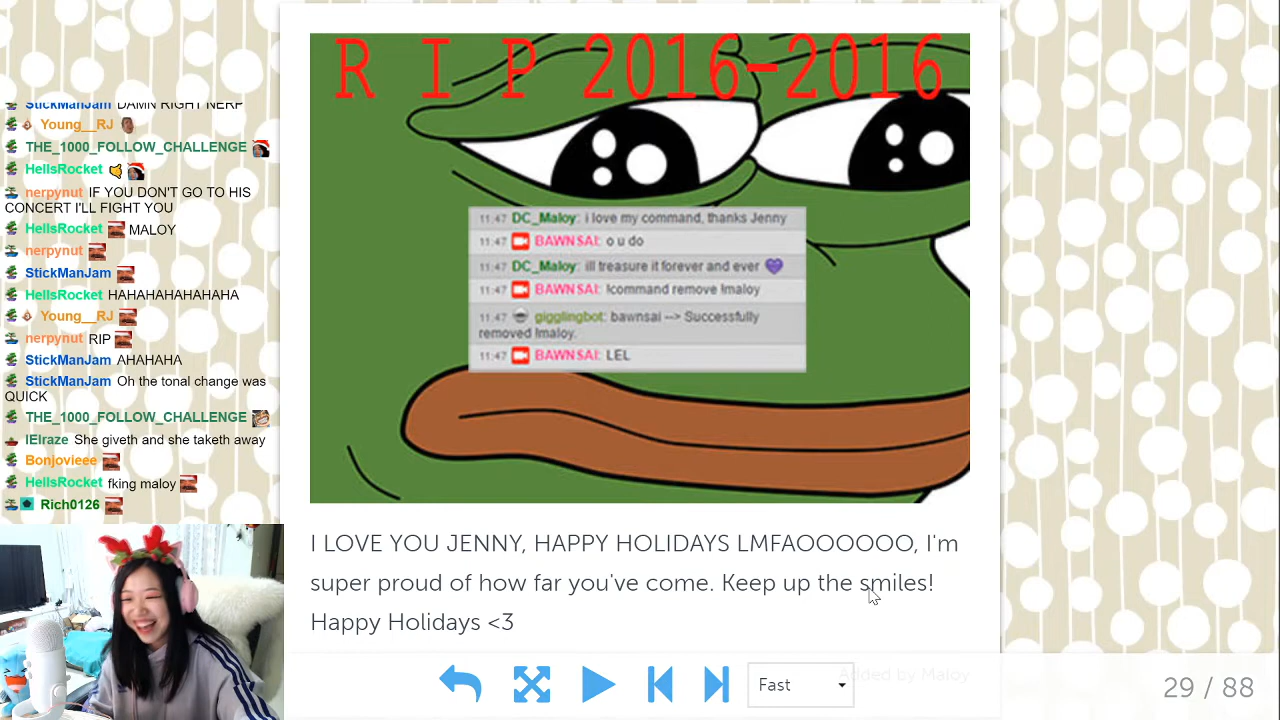 StickManJam DAMN RIGHT NERP
Young__RJ
THE_1000_FOLLOW_CHALLENGE
HellsRocket
nerpynut IF YOU DON'T GO TO HIS
CONCERT I'LL FIGHT YOU
HellsRocket MALOY
nerpynut
StickManJam
HellsRocket HAHAHAHAHAHAHA
Young__RJ
nerpynut RIP
StickManJam AHAHAHA
StickManJam Oh the tonal change was
QUICK
THE_1000_FOLLOW_CHALLENGE
IEIraze She giveth and she taketh away
Bonjovieee
HellsRocket fking maloy
Rich0126
R I P 2016-2016
11:47 DC_Maloy: i love my command, thanks Jenny
11:47 BAWNSAI: o u do
11:47 DC_Maloy: ill treasure it forever and ever
11:47 BAWNSAI: !command remove !maloy
11:47 gigglingbot: bawnsai --> Successfully
removed !maloy.
11:47 BAWNSAI: LEL
I LOVE YOU JENNY, HAPPY HOLIDAYS LMFAOOOOOO, I'm
super proud of how far you've come. Keep up the smiles!
Happy Holidays <3
Added by Maloy
Fast
29 / 88